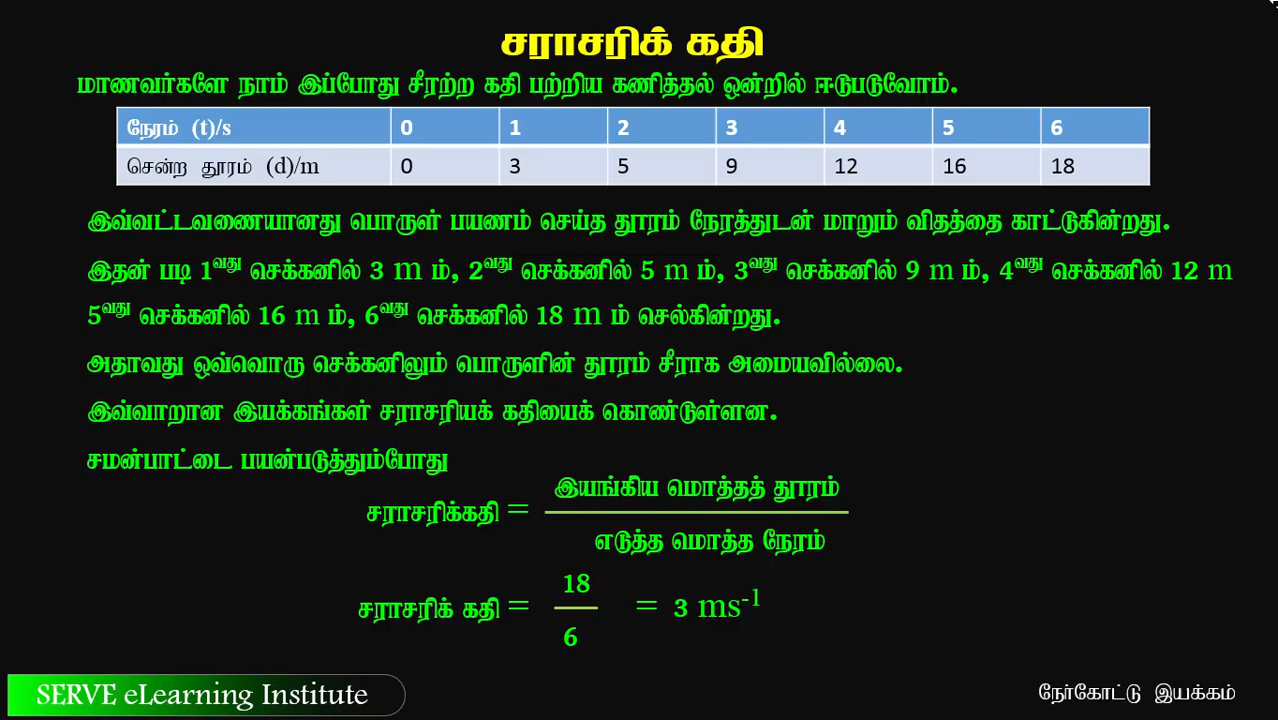 சராசரிக் கதி
மாணவர்களே நாம் இப்போது சீரற்ற கதி பற்றிய கணித்தல் ஒன்றில் ஈடுபடுவோம்.
நேரம் (t)/s 0 1 2 3 4 5 6
சென்ற தூரம் (d)/m 0 3 5 9 12 16 18
இவ்வட்டவணையானது பொருள் பயணம் செய்த தூரம் நேரத்துடன் மாறும் விதத்தை காட்டுகின்றது.
இதன் படி 1வது செக்கனில் 3 m ம், 2வது செக்கனில் 5 m ம், 3வது செக்கனில் 9 m ம், 4வது செக்கனில் 12 m
5வது செக்கனில் 16 m ம், 6வது செக்கனில் 18 m ம் செல்கின்றது.
அதாவது ஒவ்வொரு செக்கனிலும் பொருளின் தூரம் சீராக அமையவில்லை.
இவ்வாறான இயக்கங்கள் சராசரியக் கதியைக் கொண்டுள்ளன.
சமன்பாட்டை பயன்படுத்தும்போது
இயங்கிய மொத்தத் தூரம்
சராசரிக்கதி =
எடுத்த மொத்த நேரம்
18
சராசரிக் கதி = = 3 ms⁻¹
6
SERVE eLearning Institute
நேர்கோட்டு இயக்கம்